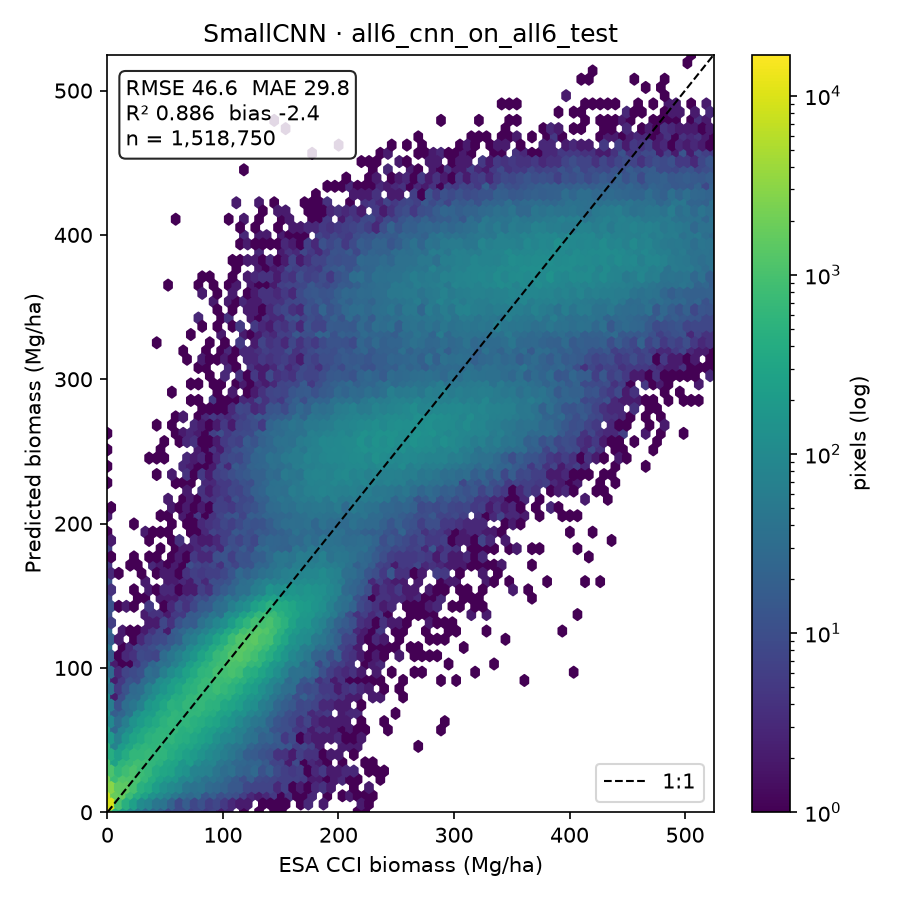 SmallCNN · all6_cnn_on_all6_test
RMSE 46.6  MAE 29.8
R² 0.886  bias -2.4
n = 1,518,750
Predicted biomass (Mg/ha)
500
400
300
200
100
0
0 100 200 300 400 500
ESA CCI biomass (Mg/ha)
1:1
10⁴
10³
10²
10¹
10⁰
pixels (log)